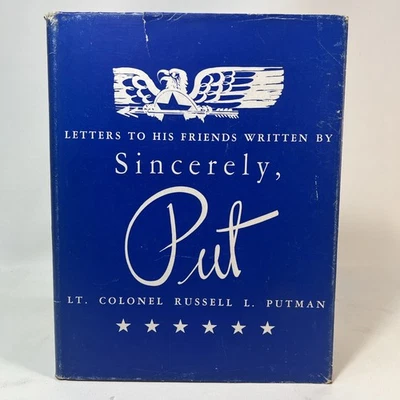 LETTERS TO HIS FRIENDS WRITTEN BY
Sincerely,
Put
LT. COLONEL RUSSELL L. PUTMAN